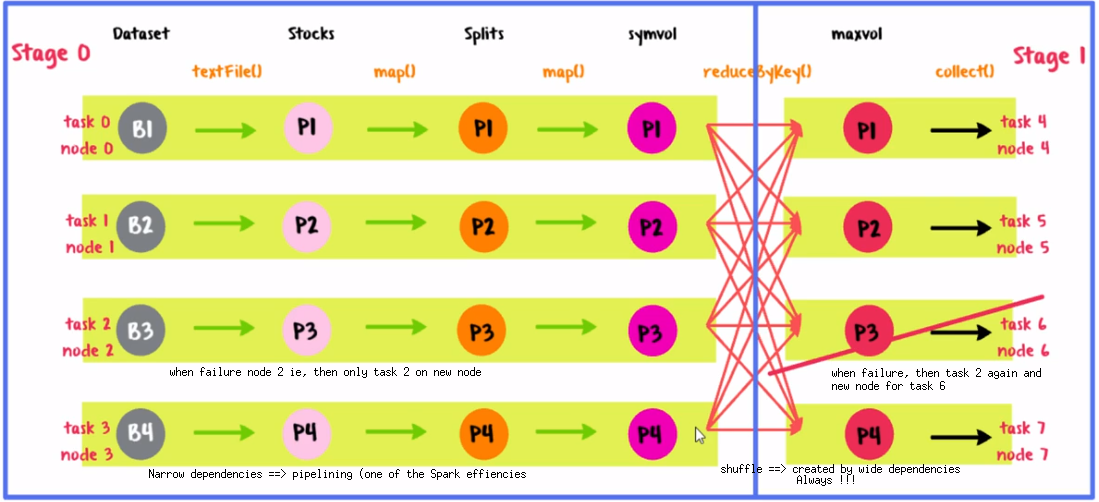 Dataset Stocks Splits symvol maxvol
Stage 0 Stage 1
textFile() map() map() reduceByKey() collect()
task 0 B1 P1 P1 P1 P1 task 4
node 0 node 4
task 1 B2 P2 P2 P2 P2 task 5
node 1 node 5
task 2 B3 P3 P3 P3 P3 task 6
node 2 node 6
when failure node 2 ie, then only task 2 on new node
when failure, then task 2 again and
new node for task 6
task 3 B4 P4 P4 P4 P4 task 7
node 3 node 7
Narrow dependencies ==> pipelining (one of the Spark effiencies
shuffle ==> created by wide dependencies
Always !!!